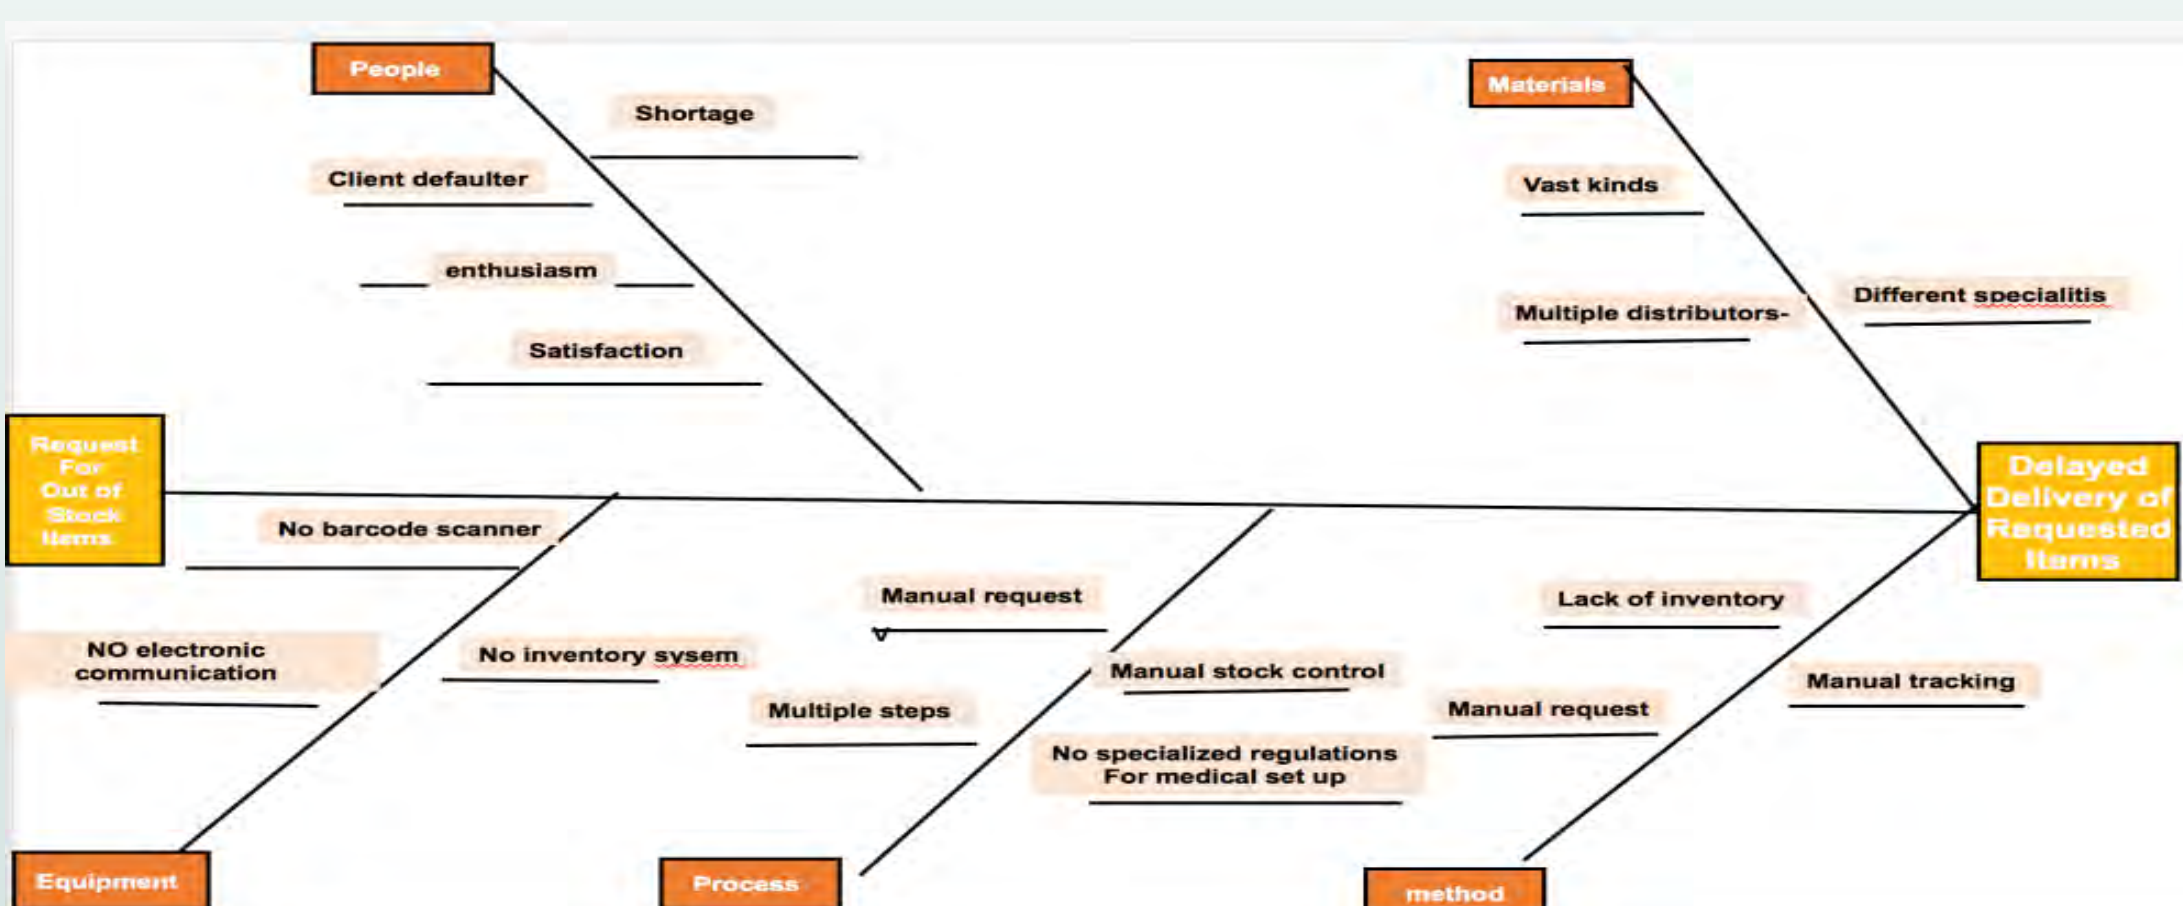 People
Materials
Shortage
Client defaulter
Vast kinds
enthusiasm
Different specialitis
Multiple distributors-
Satisfaction
Request
For
Out of
Stock
Items
Delayed
Delivery of
Requested
Items
No barcode scanner
Manual request
Lack of inventory
NO electronic
communication
No inventory sysem
Manual stock control
Manual tracking
Multiple steps
Manual request
No specialized regulations
For medical set up
Equipment
Process
method